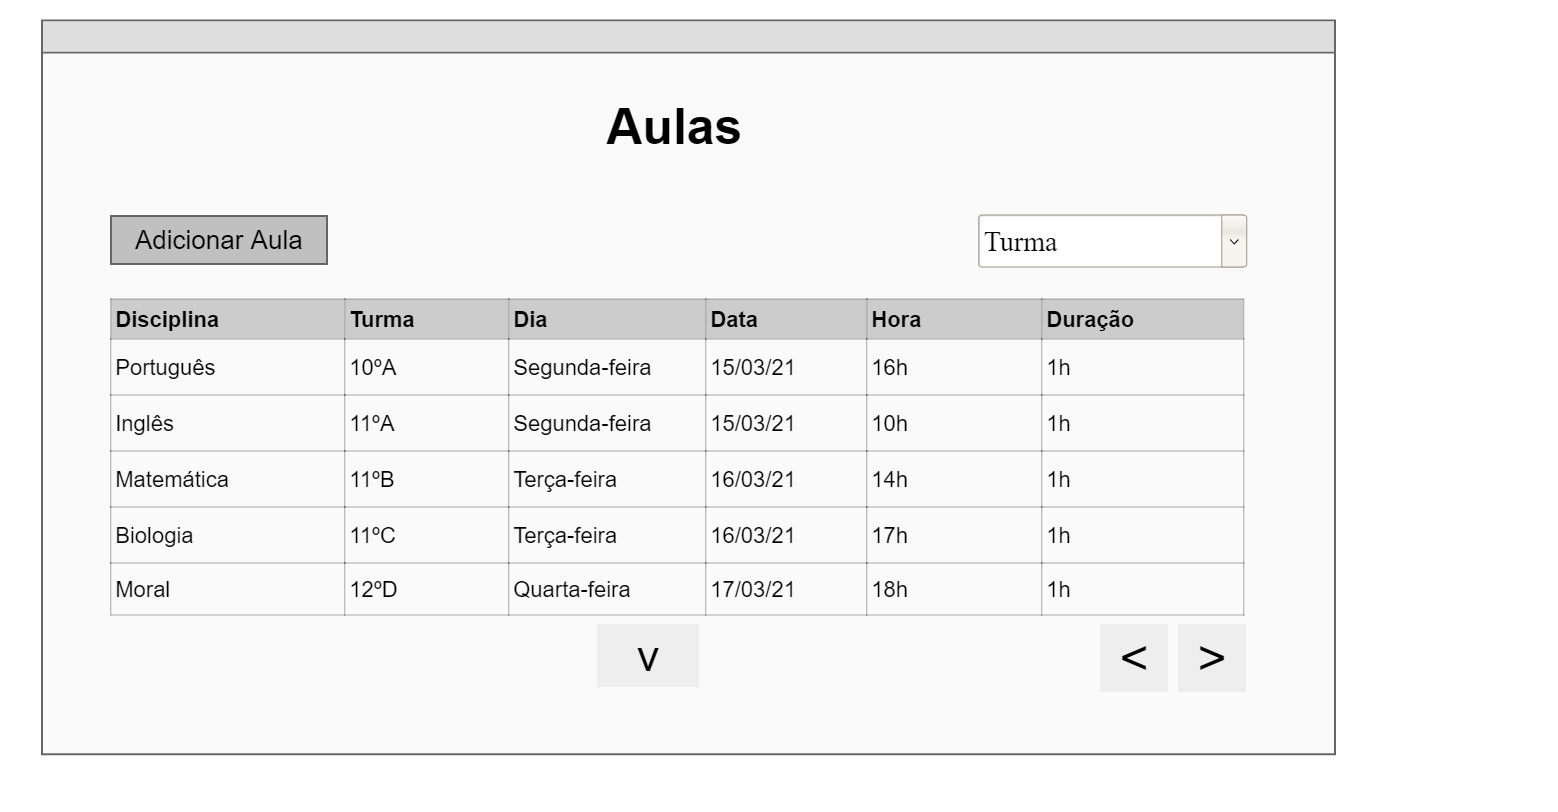 Aulas
Adicionar Aula
Turma
Disciplina Turma Dia Data Hora Duração
Português 10ºA Segunda-feira 15/03/21 16h 1h
Inglês 11ºA Segunda-feira 15/03/21 10h 1h
Matemática 11ºB Terça-feira 16/03/21 14h 1h
Biologia 11ºC Terça-feira 16/03/21 17h 1h
Moral 12ºD Quarta-feira 17/03/21 18h 1h
v < >